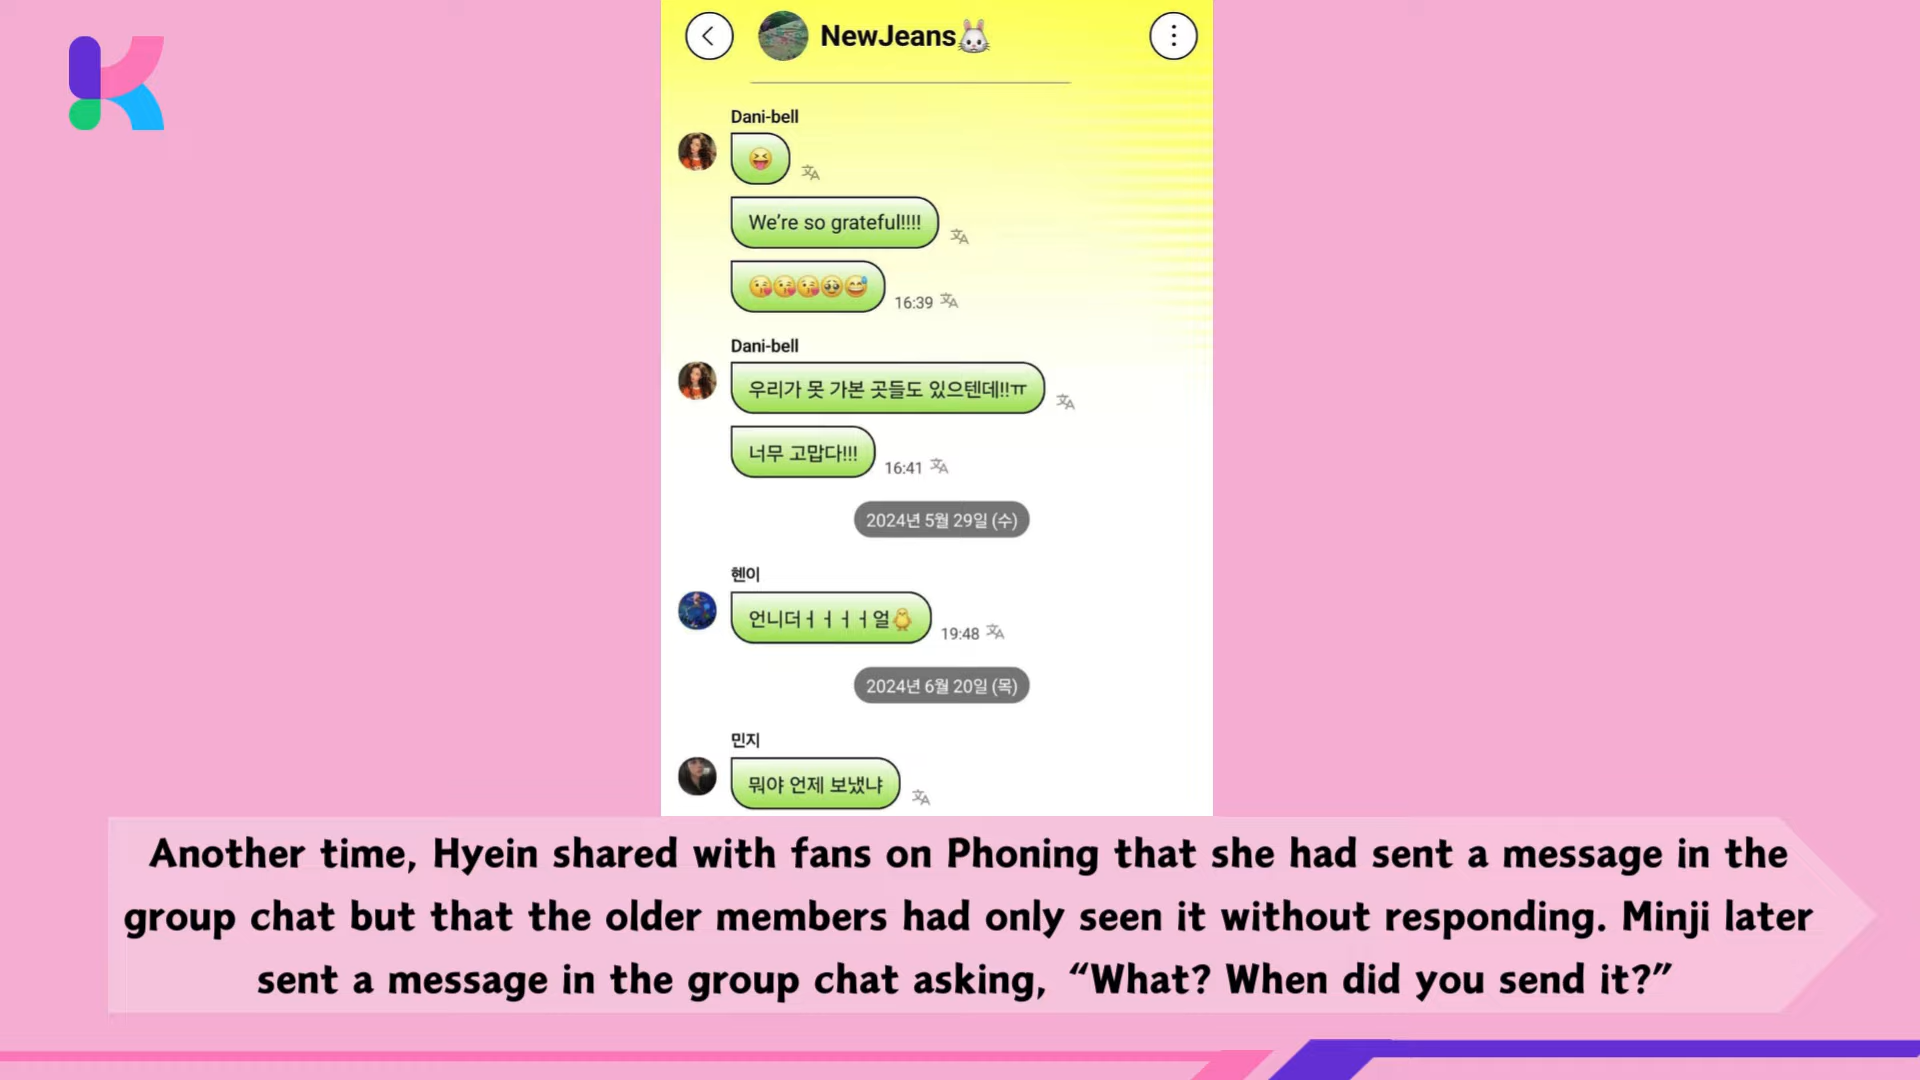 NewJeans🐰
Dani-bell
😝
We’re so grateful!!!!
😘😘😘🥹😅
16:39
Dani-bell
우리가 못 가본 곳들도 있으텐데!!ㅠ
너무 고맙다!!!
16:41
2024년 5월 29일 (수)
헨이
언니더ㅓㅓㅓㅓ얼🐥
19:48
2024년 6월 20일 (목)
민지
뭐야 언제 보냈냐
Another time, Hyein shared with fans on Phoning that she had sent a message in the
group chat but that the older members had only seen it without responding. Minji later
sent a message in the group chat asking, “What? When did you send it?”